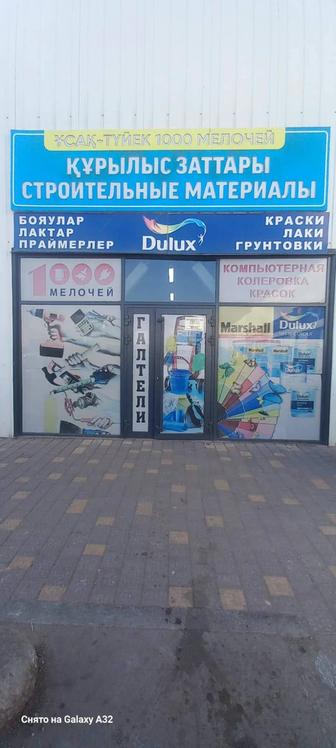 ҰСАҚ-ТҮЙЕК 1000 МЕЛОЧЕЙ
ҚҰРЫЛЫС ЗАТТАРЫ
СТРОИТЕЛЬНЫЕ МАТЕРИАЛЫ
БОЯУЛАР
ЛАКТАР
ПРАЙМЕРЛЕР
Dulux
КРАСКИ
ЛАКИ
ГРУНТОВКИ
1000
МЕЛОЧЕЙ
КОМПЬЮТЕРНАЯ
КОЛЕРОВКА
КРАСОК
ГАЛТЕЛИ
Marshall
Dulux
Снято на Galaxy A32